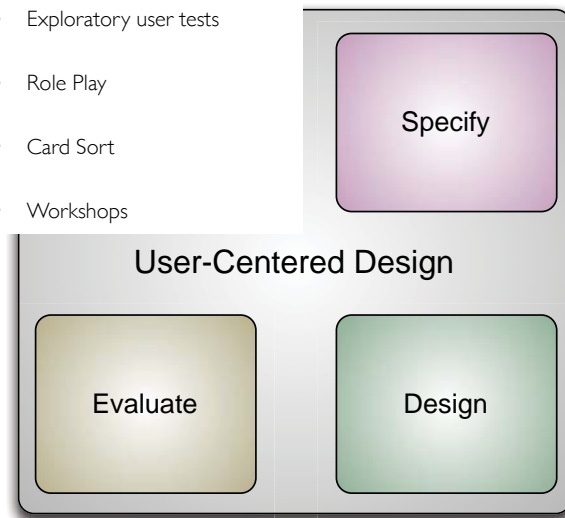 Exploratory user tests
Role Play
Card Sort
Workshops
Specify
User-Centered Design
Evaluate
Design